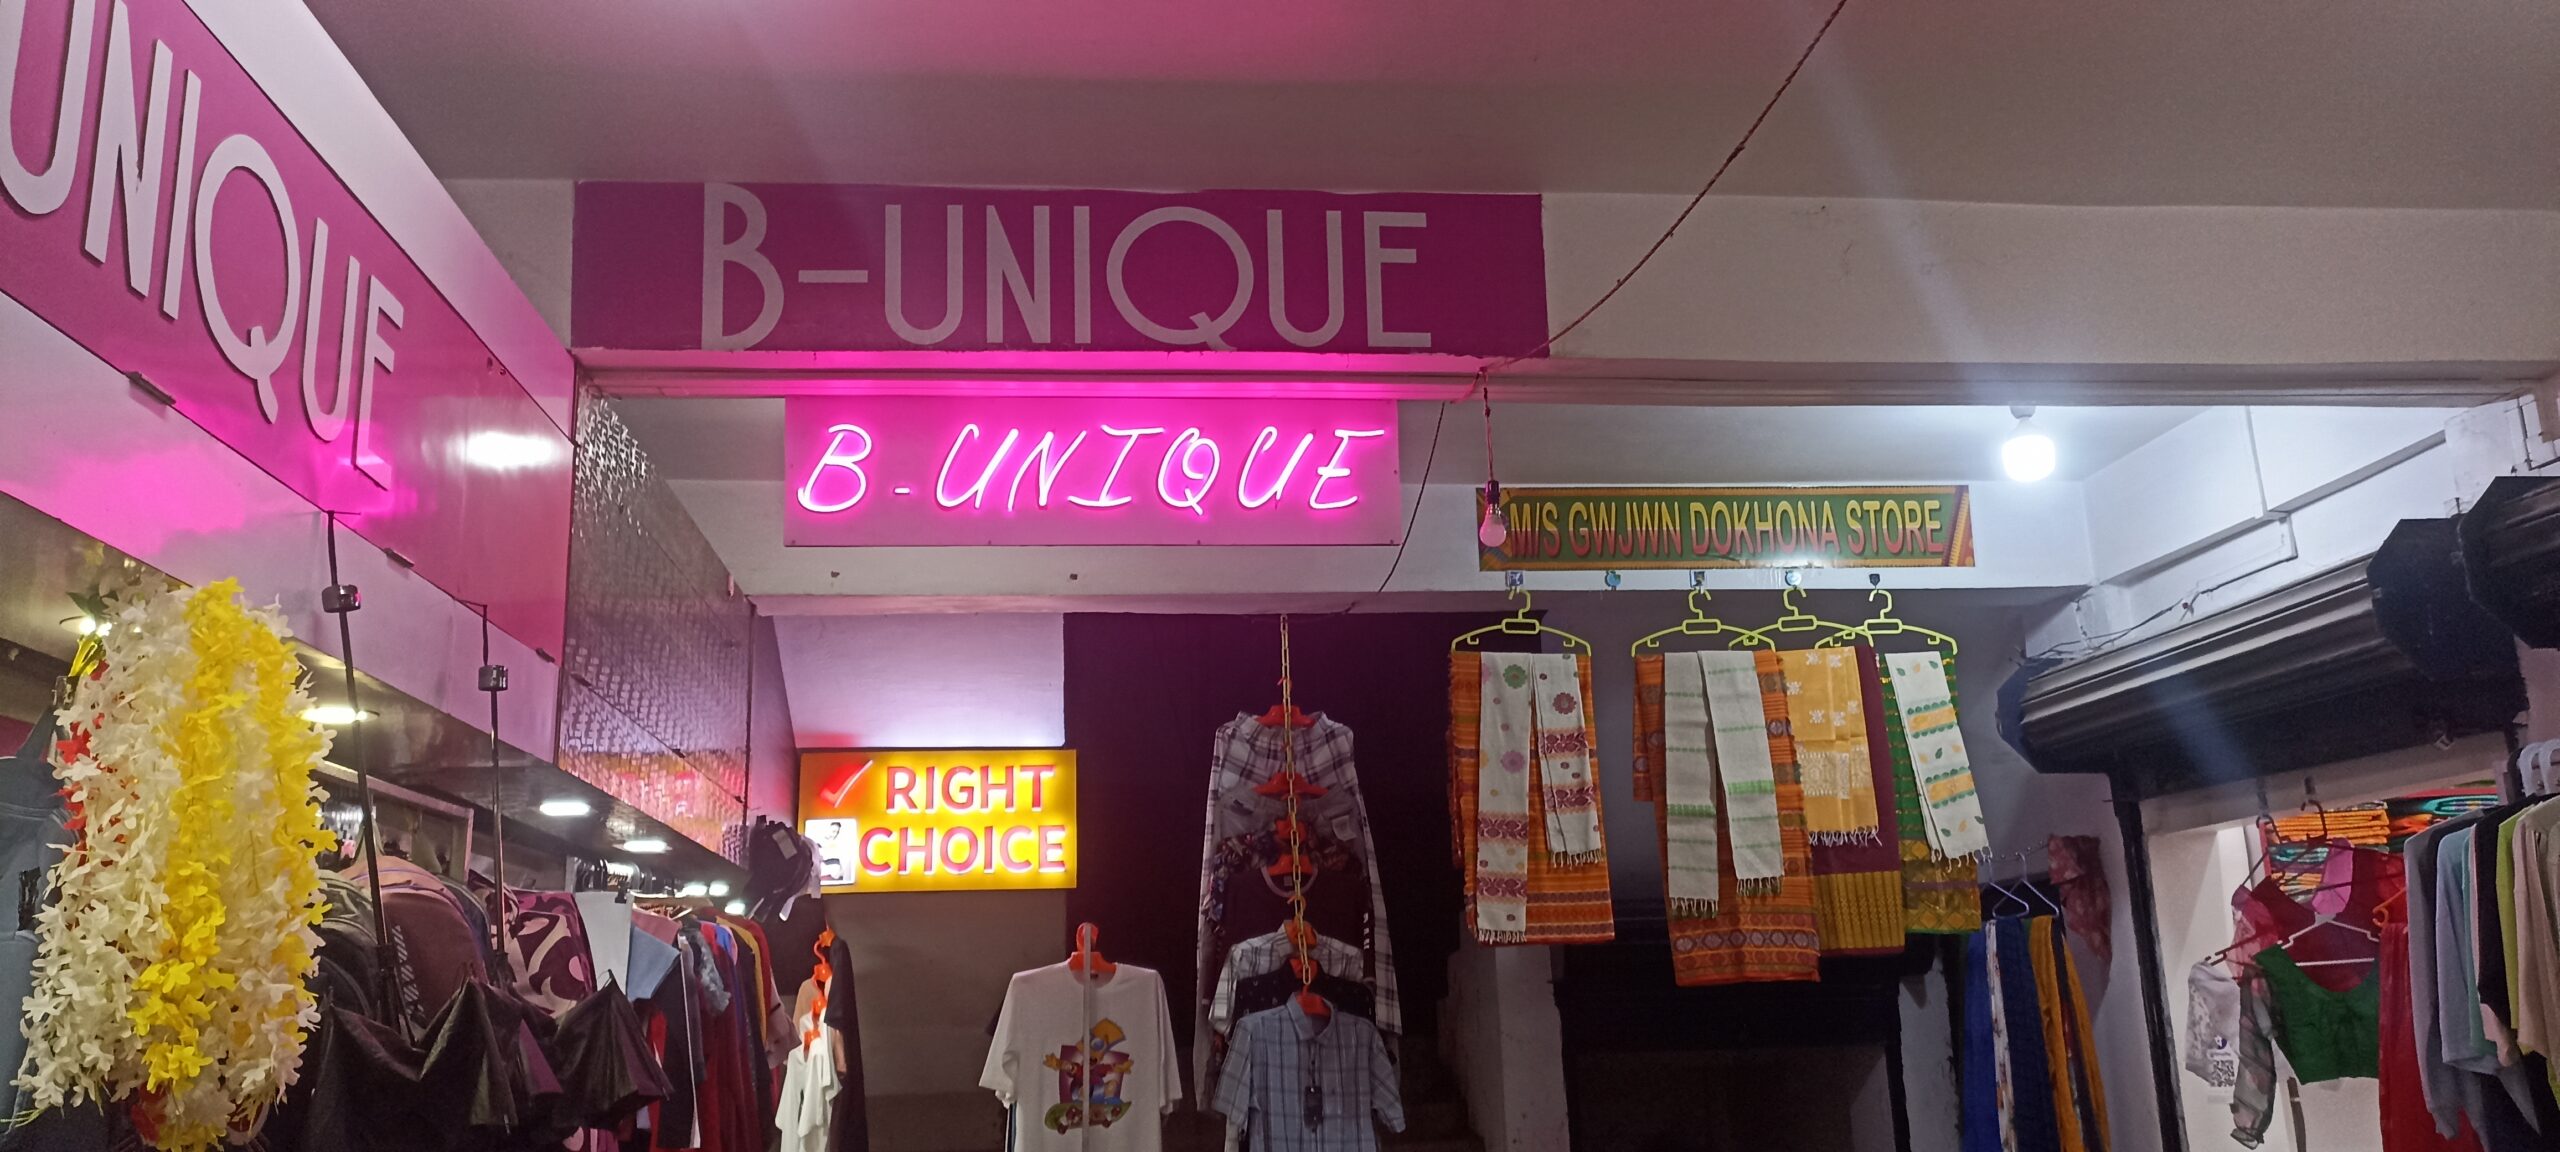 UNIQUE
B-UNIQUE
B-UNIQUE
M/S GWJWN DOKHONA STORE
RIGHT
CHOICE